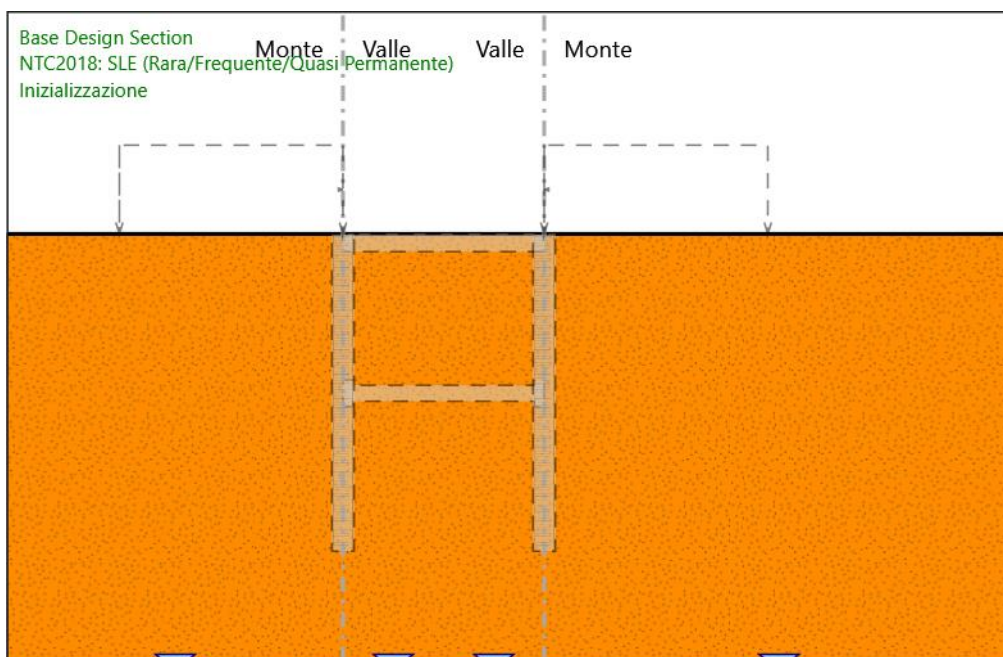 Base Design Section
Monte Valle Valle Monte
NTC2018: SLE (Rara/Frequente/Quasi Permanente)
Inizializzazione